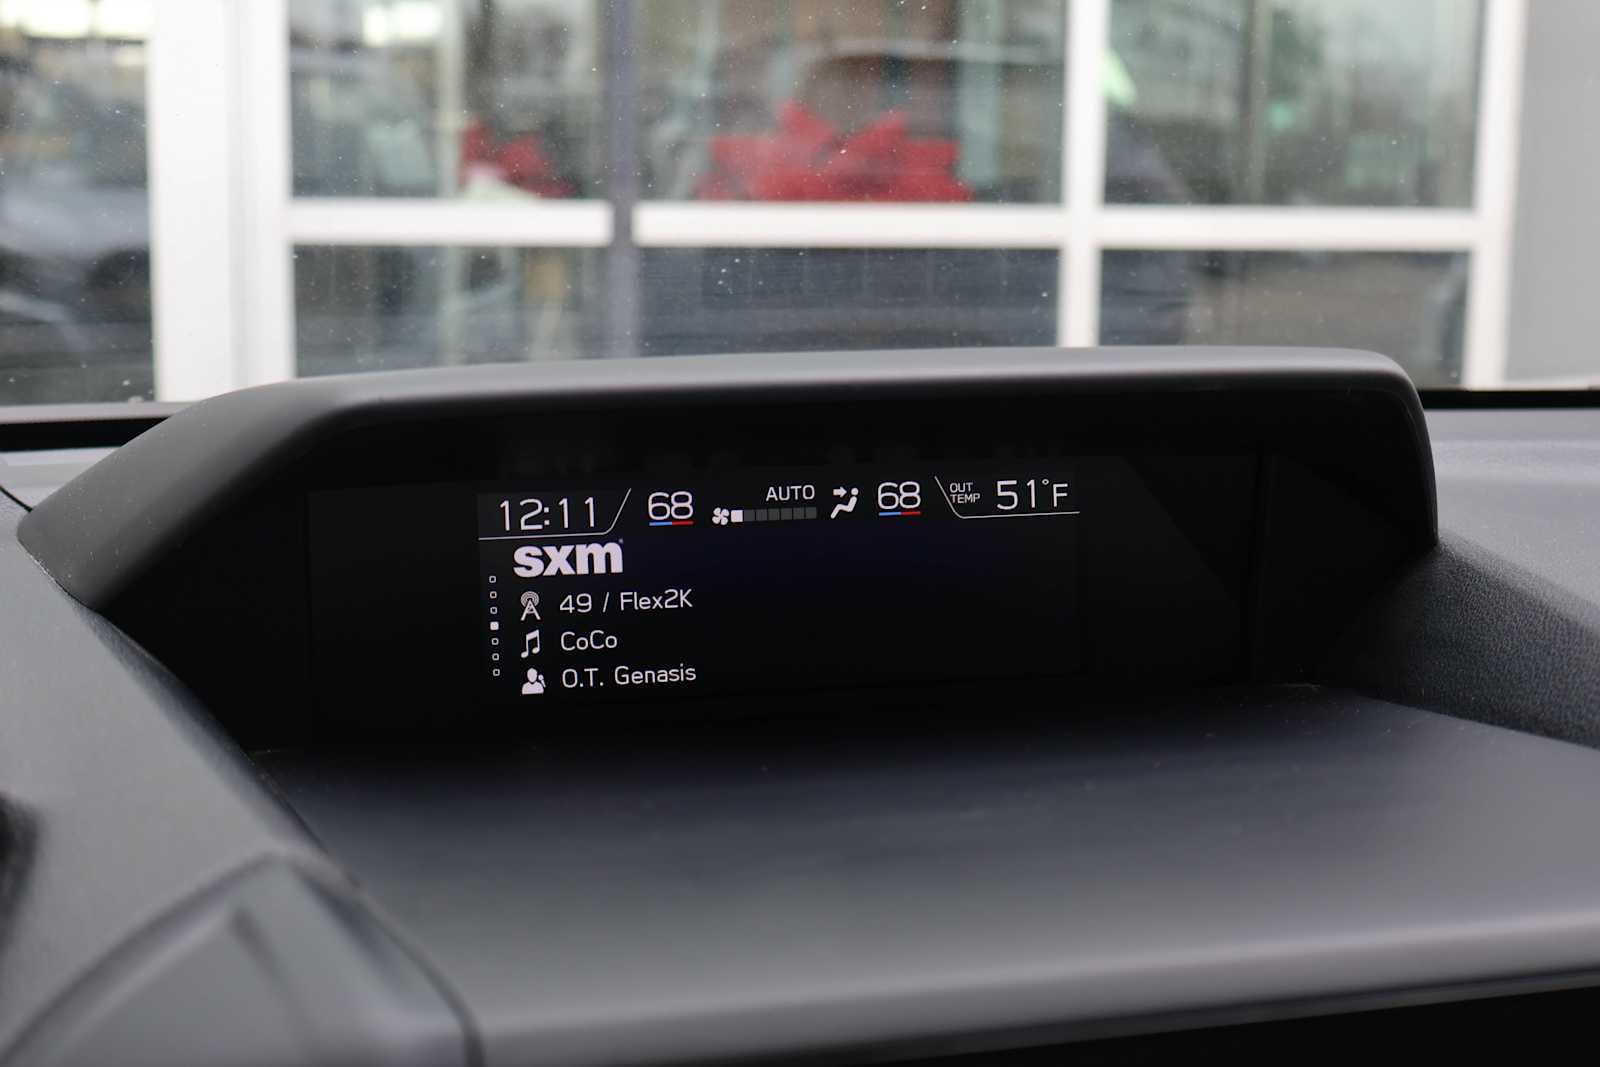 12:11 68 AUTO 68 OUT TEMP 51°F
sxm
49 / Flex2K
CoCo
O.T. Genasis